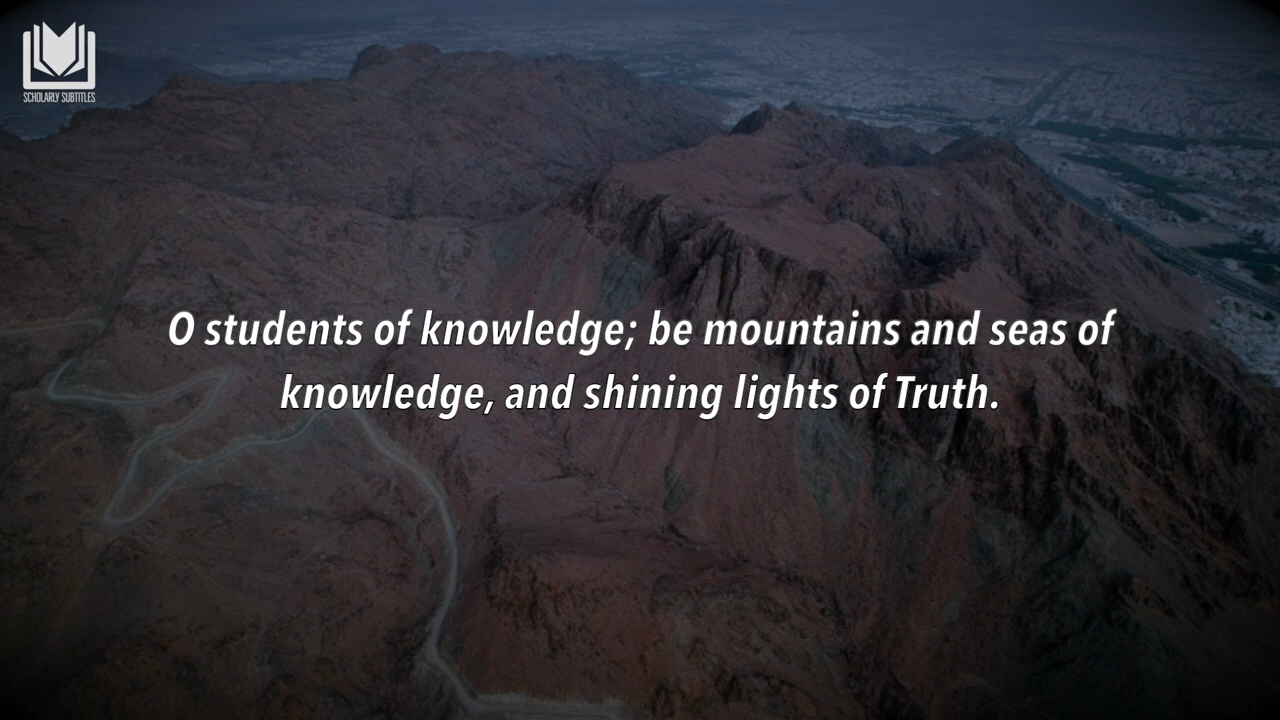 SCHOLARLY SUBTITLES
O students of knowledge; be mountains and seas of
knowledge, and shining lights of Truth.